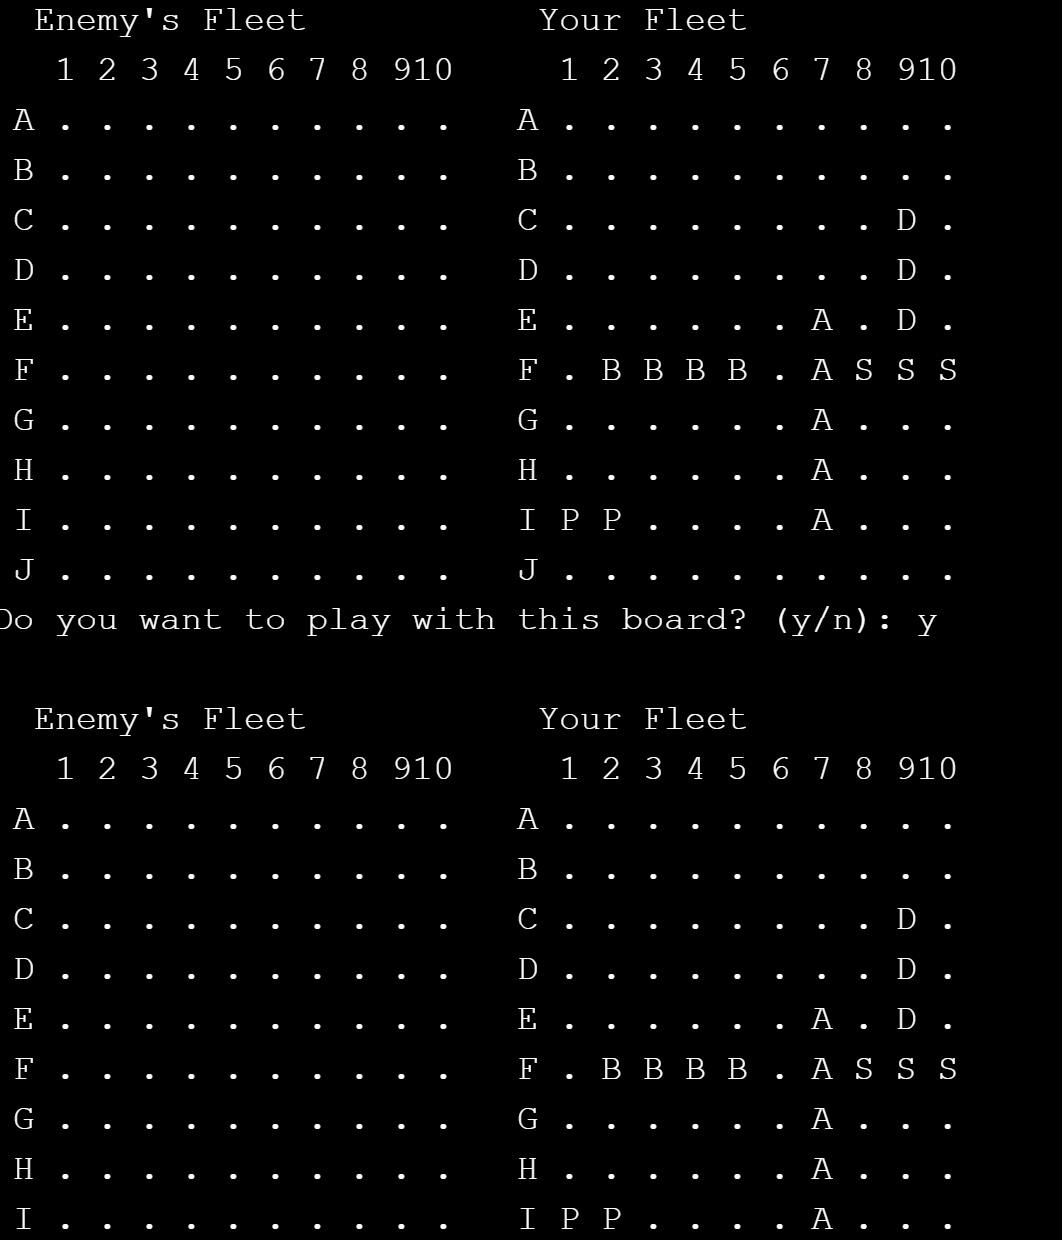 Enemy's Fleet           Your Fleet
   1 2 3 4 5 6 7 8 910     1 2 3 4 5 6 7 8 910
 A . . . . . . . . . .   A . . . . . . . . . .
 B . . . . . . . . . .   B . . . . . . . . . .
 C . . . . . . . . . .   C . . . . . . . . D .
 D . . . . . . . . . .   D . . . . . . . . D .
 E . . . . . . . . . .   E . . . . . . A . D .
 F . . . . . . . . . .   F . B B B B . A S S S
 G . . . . . . . . . .   G . . . . . . A . . .
 H . . . . . . . . . .   H . . . . . . A . . .
 I . . . . . . . . . .   I P P . . . . A . . .
 J . . . . . . . . . .   J . . . . . . . . . .
Do you want to play with this board? (y/n): y
  Enemy's Fleet           Your Fleet
   1 2 3 4 5 6 7 8 910     1 2 3 4 5 6 7 8 910
 A . . . . . . . . . .   A . . . . . . . . . .
 B . . . . . . . . . .   B . . . . . . . . . .
 C . . . . . . . . . .   C . . . . . . . . D .
 D . . . . . . . . . .   D . . . . . . . . D .
 E . . . . . . . . . .   E . . . . . . A . D .
 F . . . . . . . . . .   F . B B B B . A S S S
 G . . . . . . . . . .   G . . . . . . A . . .
 H . . . . . . . . . .   H . . . . . . A . . .
 I . . . . . . . . . .   I P P . . . . A . . .